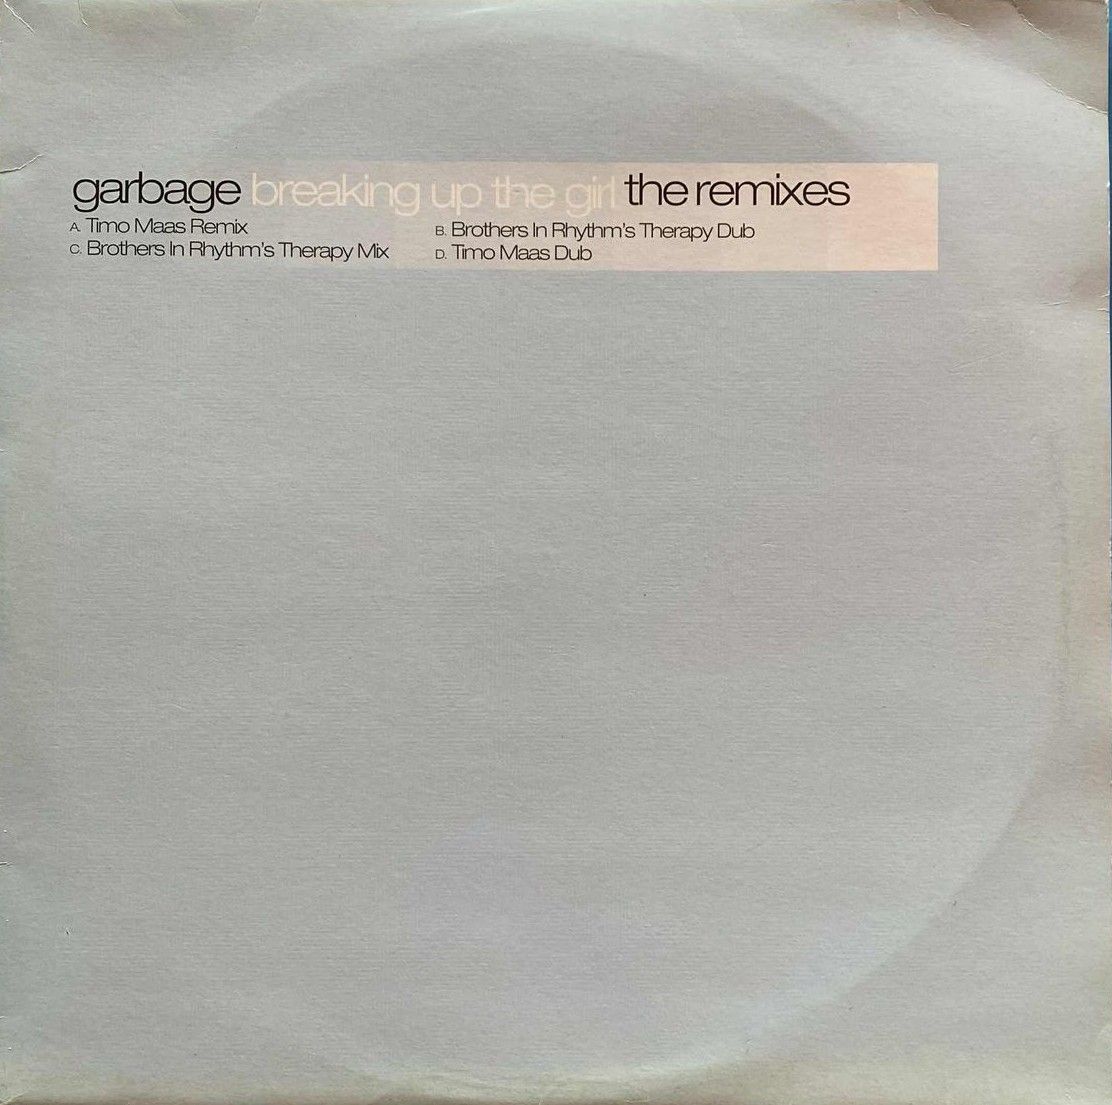 garbage breaking up the girl the remixes
A. Timo Maas Remix
B. Brothers In Rhythm's Therapy Dub
C. Brothers In Rhythm's Therapy Mix
D. Timo Maas Dub